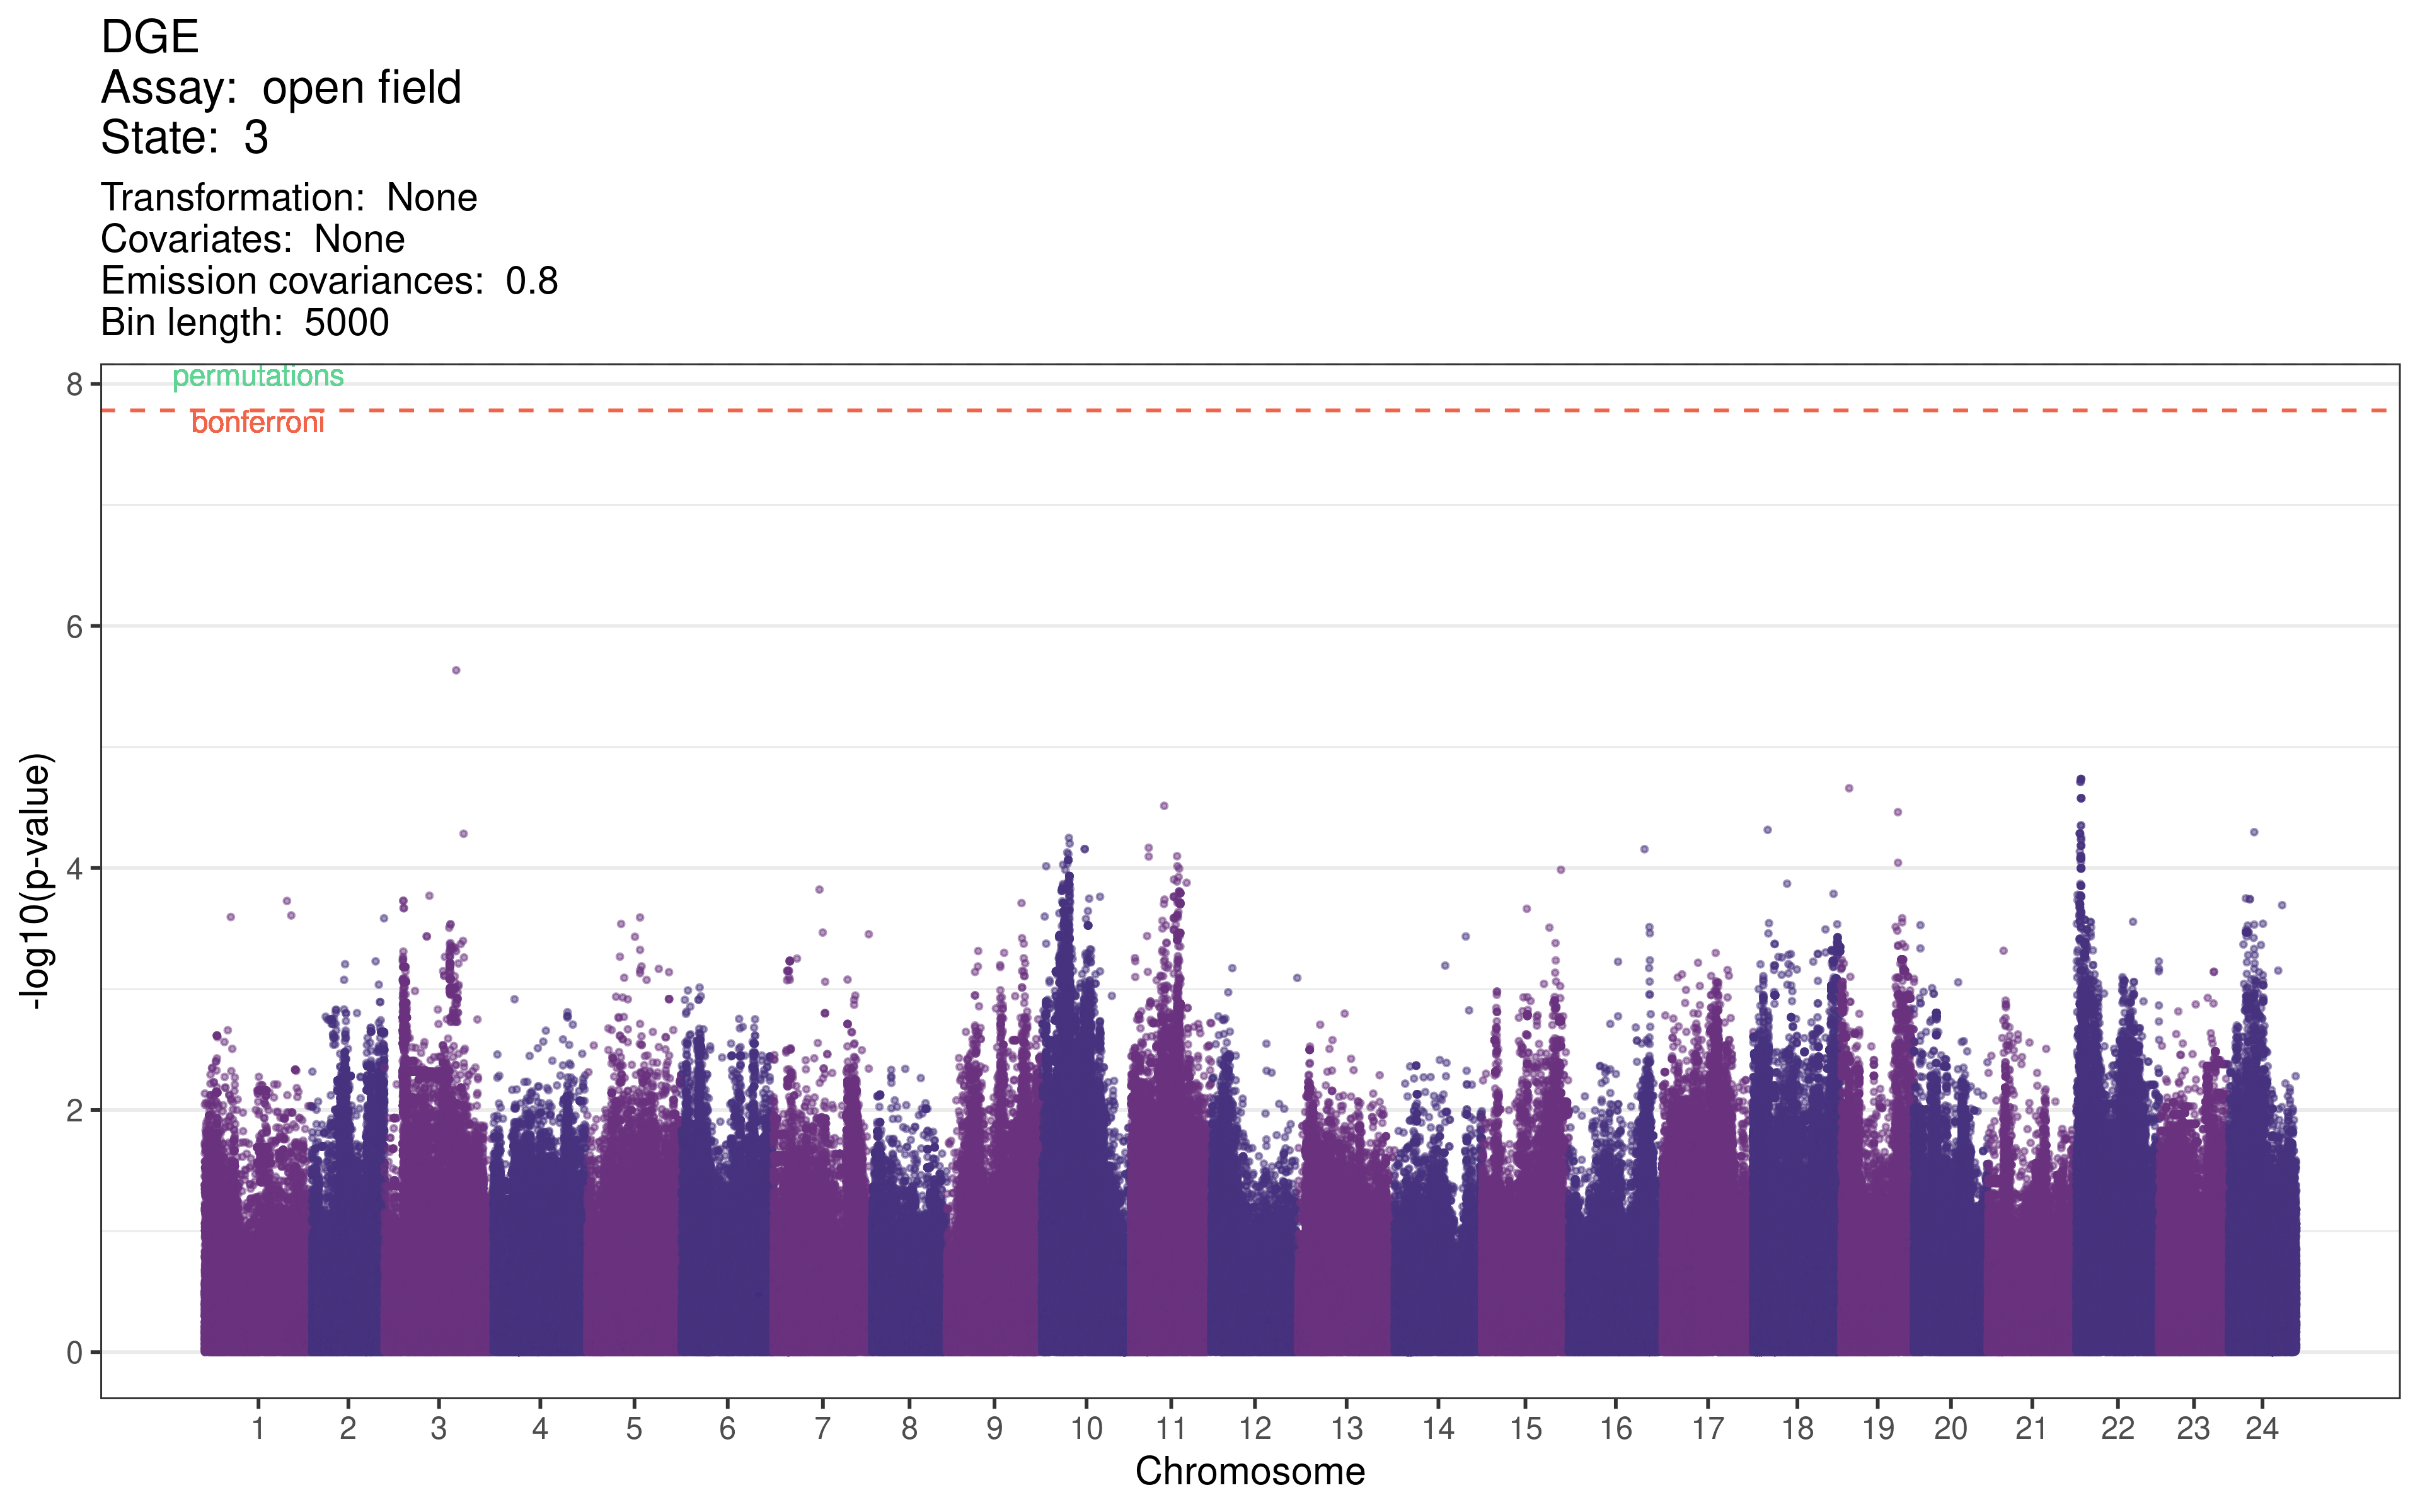 DGE
Assay:  open field
State:  3
Transformation:  None
Covariates:  None
Emission covariances:  0.8
Bin length:  5000
permutations
bonferroni
8
6
4
2
0
-log10(p-value)
1 2 3 4 5 6 7 8 9 10 11 12 13 14 15 16 17 18 19 20 21 22 23 24
Chromosome